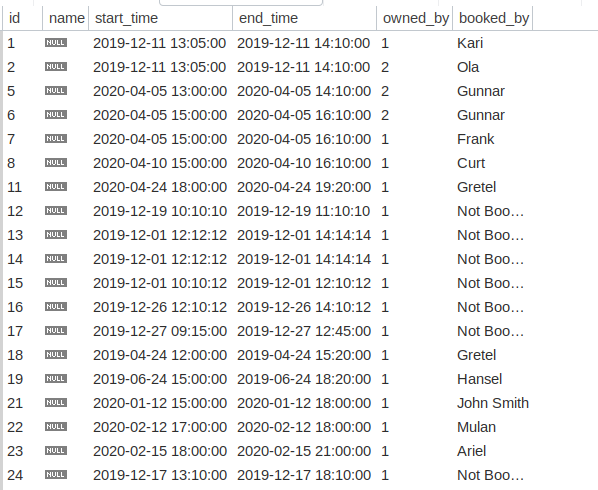 id name start_time end_time owned_by booked_by
1 NULL 2019-12-11 13:05:00 2019-12-11 14:10:00 1 Kari
2 NULL 2019-12-11 13:05:00 2019-12-11 14:10:00 2 Ola
5 NULL 2020-04-05 13:00:00 2020-04-05 14:10:00 2 Gunnar
6 NULL 2020-04-05 15:00:00 2020-04-05 16:10:00 2 Gunnar
7 NULL 2020-04-05 15:00:00 2020-04-05 16:10:00 1 Frank
8 NULL 2020-04-10 15:00:00 2020-04-10 16:10:00 1 Curt
11 NULL 2020-04-24 18:00:00 2020-04-24 19:20:00 1 Gretel
12 NULL 2019-12-19 10:10:10 2019-12-19 11:10:10 1 Not Boo…
13 NULL 2019-12-01 12:12:12 2019-12-01 14:14:14 1 Not Boo…
14 NULL 2019-12-01 12:12:12 2019-12-01 14:14:14 1 Not Boo…
15 NULL 2019-12-01 10:10:12 2019-12-01 12:10:12 1 Not Boo…
16 NULL 2019-12-26 12:10:12 2019-12-26 14:10:12 1 Not Boo…
17 NULL 2019-12-27 09:15:00 2019-12-27 12:45:00 1 Not Boo…
18 NULL 2019-04-24 12:00:00 2019-04-24 15:20:00 1 Gretel
19 NULL 2019-06-24 15:00:00 2019-06-24 18:20:00 1 Hansel
21 NULL 2020-01-12 15:00:00 2020-01-12 18:00:00 1 John Smith
22 NULL 2020-02-12 17:00:00 2020-02-12 18:00:00 1 Mulan
23 NULL 2020-02-15 18:00:00 2020-02-15 21:00:00 1 Ariel
24 NULL 2019-12-17 13:10:00 2019-12-17 18:10:00 1 Not Boo…